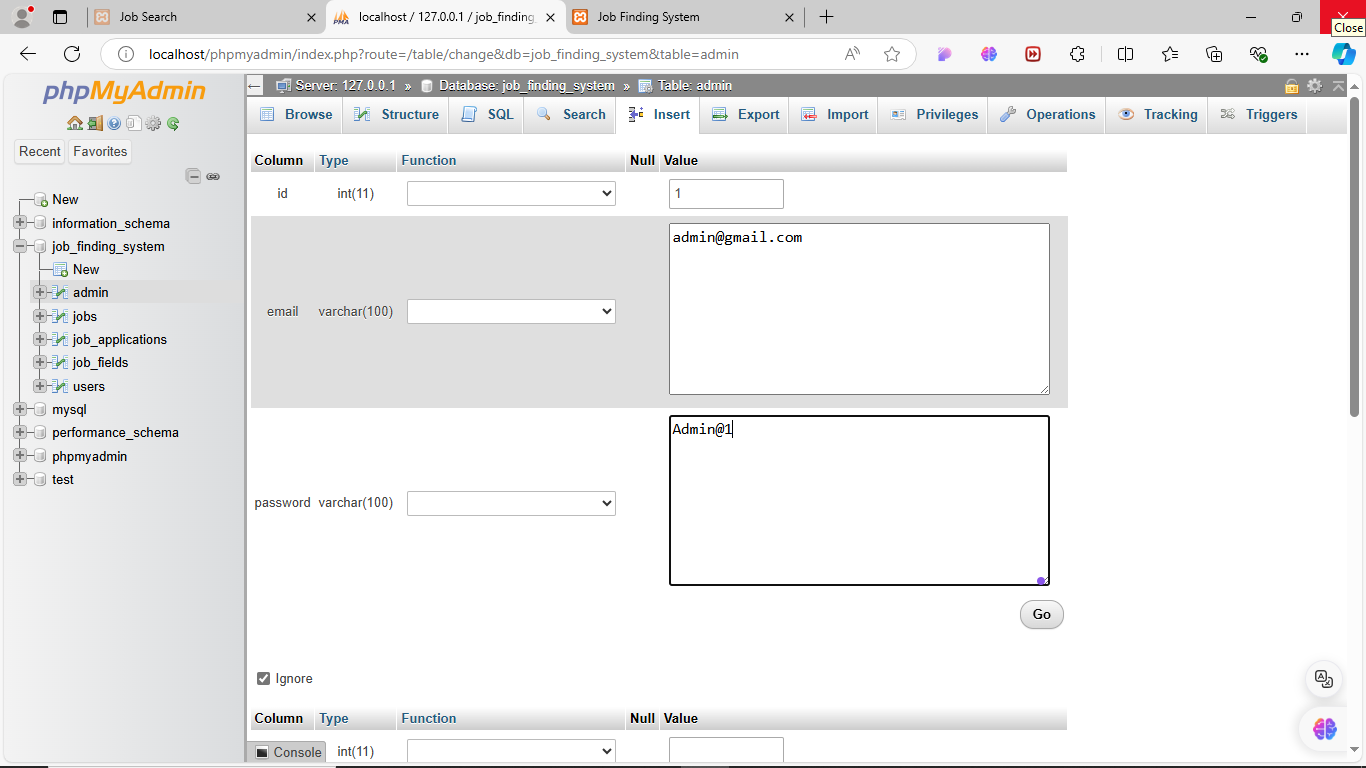 Job Search
localhost / 127.0.0.1 / job_finding_
Job Finding System
Close
localhost/phpmyadmin/index.php?route=/table/change&db=job_finding_system&table=admin
phpMyAdmin
Recent
Favorites
New
information_schema
job_finding_system
New
admin
jobs
job_applications
job_fields
users
mysql
performance_schema
phpmyadmin
test
Server: 127.0.0.1 » Database: job_finding_system » Table: admin
Browse Structure SQL Search Insert Export Import Privileges Operations Tracking Triggers
Column Type Function Null Value
id int(11) 1
email varchar(100) admin@gmail.com
password varchar(100) Admin@1
Go
Ignore
Column Type Function Null Value
Console int(11)